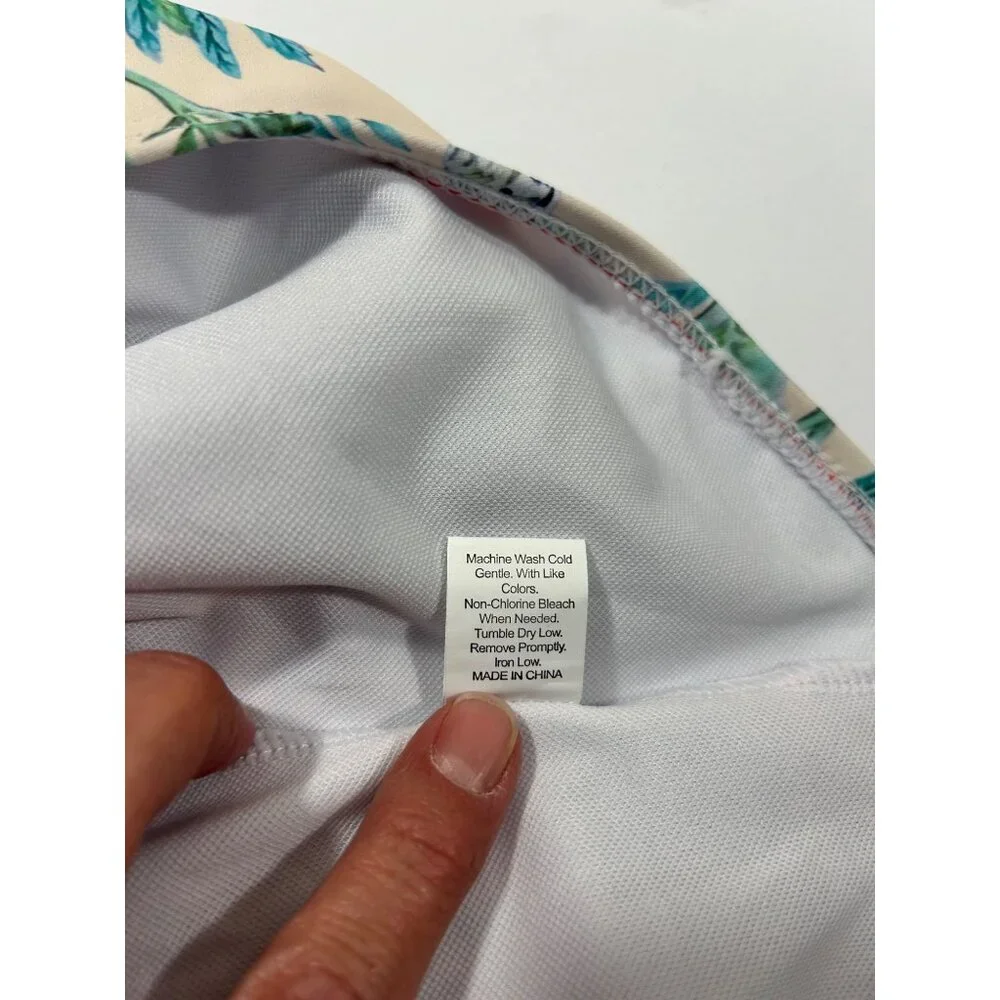 Machine Wash Cold
Gentle. With Like
Colors.
Non-Chlorine Bleach
When Needed.
Tumble Dry Low.
Remove Promptly.
Iron Low.
MADE IN CHINA